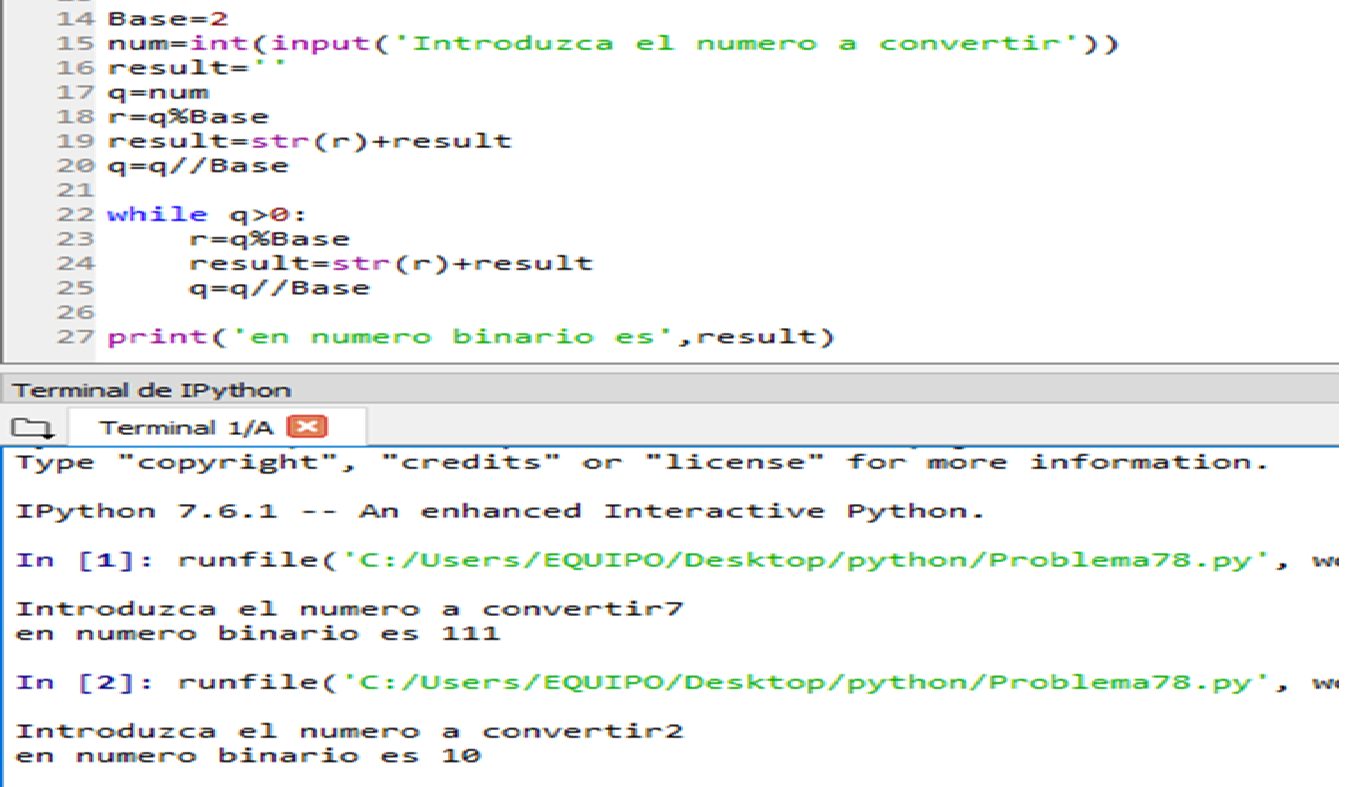 14 Base=2
15 num=int(input('Introduzca el numero a convertir'))
16 result=''
17 q=num
18 r=q%Base
19 result=str(r)+result
20 q=q//Base
21
22 while q>0:
23 r=q%Base
24 result=str(r)+result
25 q=q//Base
26
27 print('en numero binario es',result)
Terminal de IPython
Terminal 1/A
Type "copyright", "credits" or "license" for more information.
IPython 7.6.1 -- An enhanced Interactive Python.
In [1]: runfile('C:/Users/EQUIPO/Desktop/python/Problema78.py',
Introduzca el numero a convertir7
en numero binario es 111
In [2]: runfile('C:/Users/EQUIPO/Desktop/python/Problema78.py',
Introduzca el numero a convertir2
en numero binario es 10